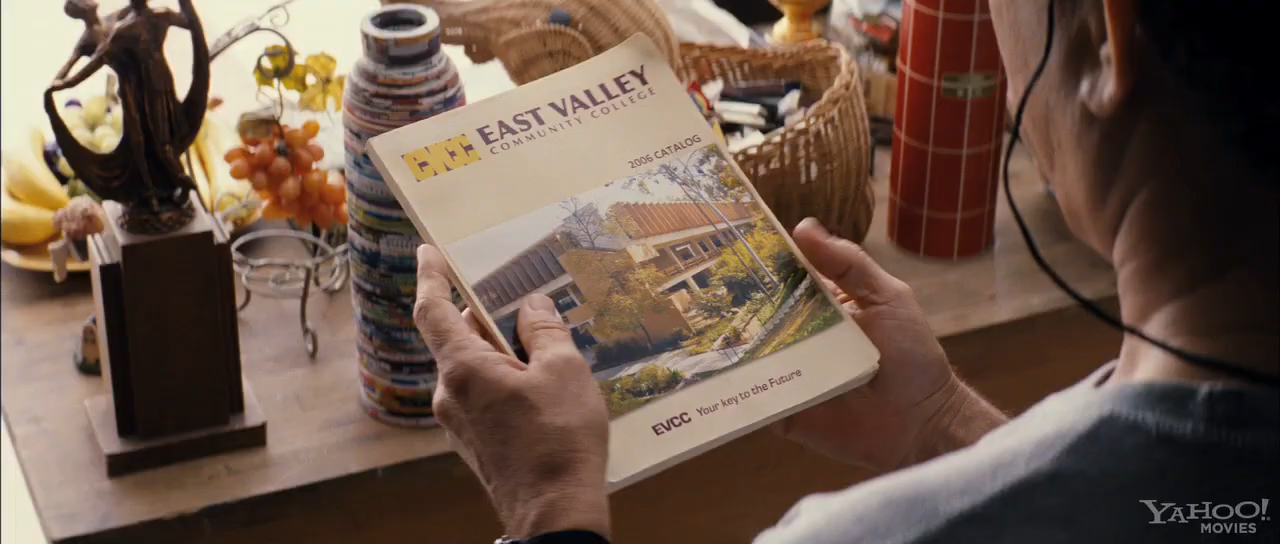 EVCC
EAST VALLEY
COMMUNITY COLLEGE
2006 CATALOG
EVCC Your key to the Future
YAHOO!
MOVIES